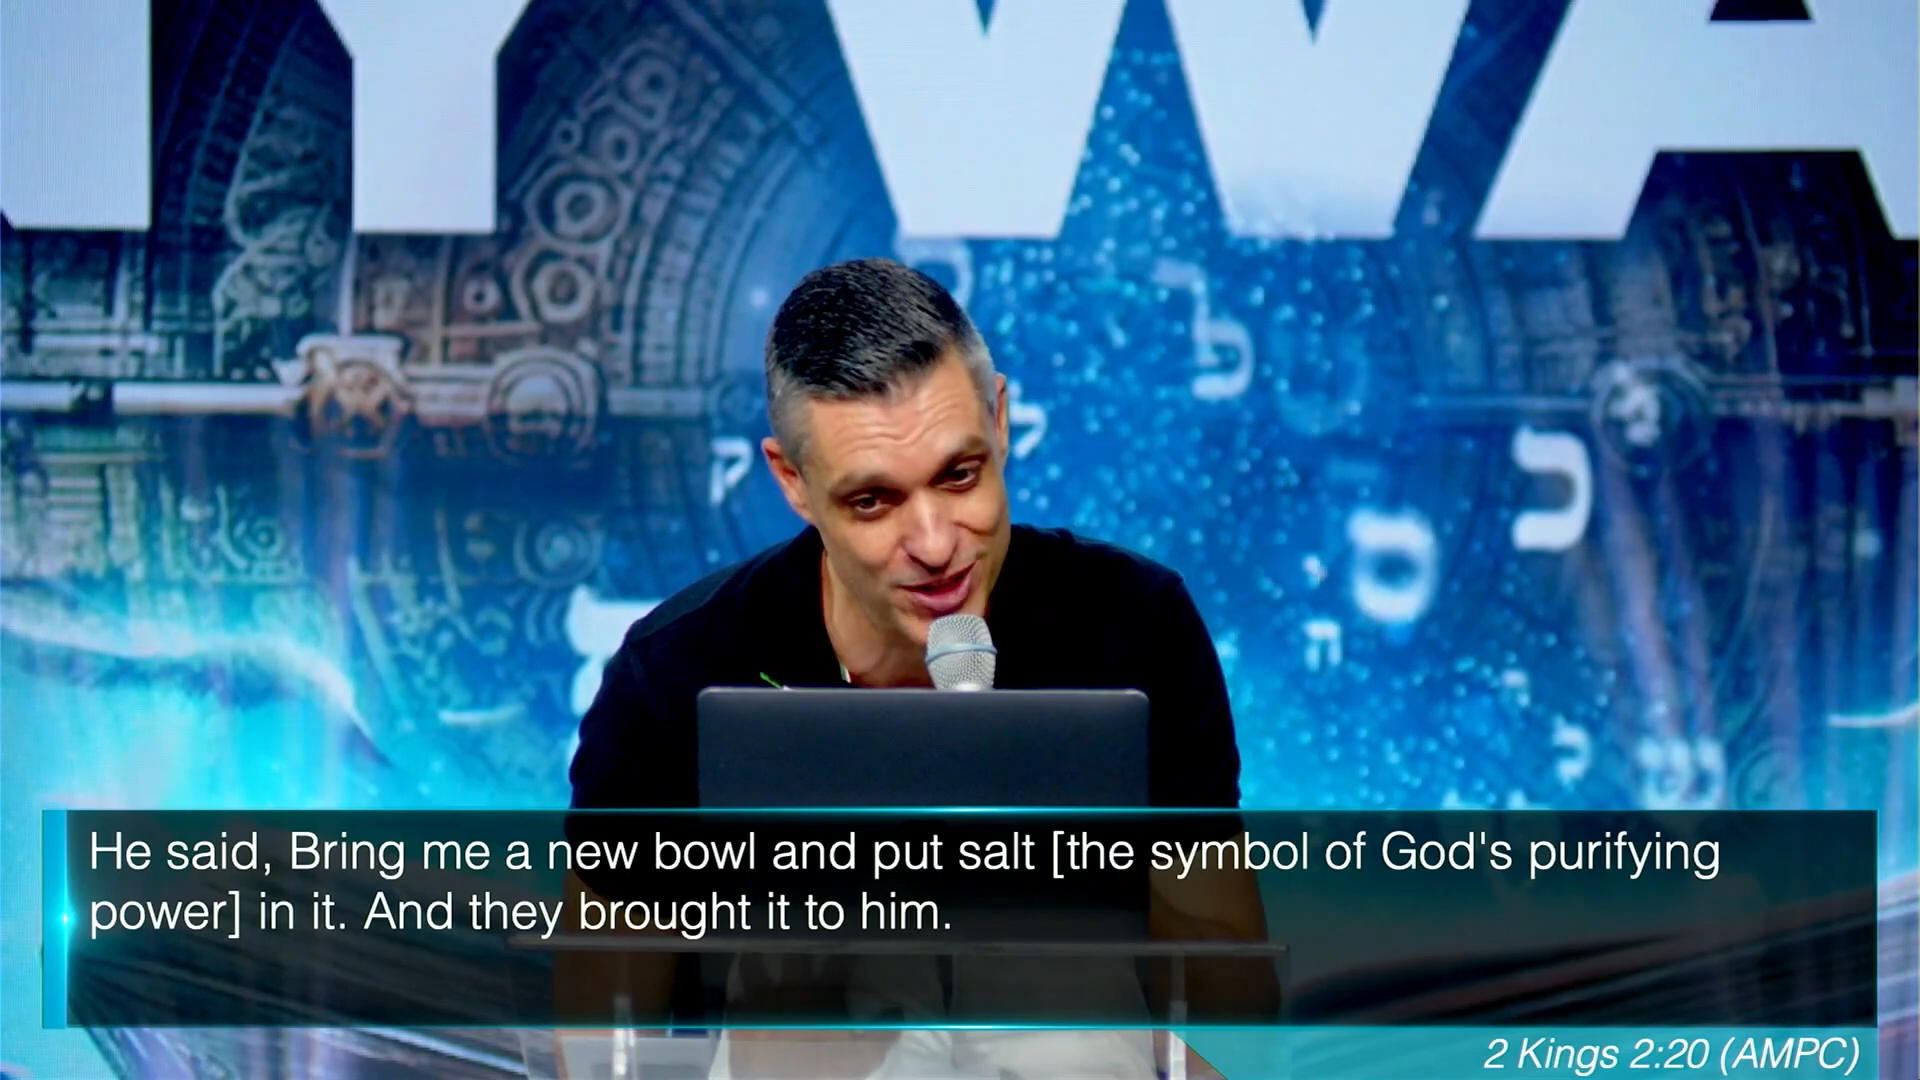 Y WA
ק
ל
כ
ס
ה
He said, Bring me a new bowl and put salt [the symbol of God's purifying
power] in it. And they brought it to him.
2 Kings 2:20 (AMPC)